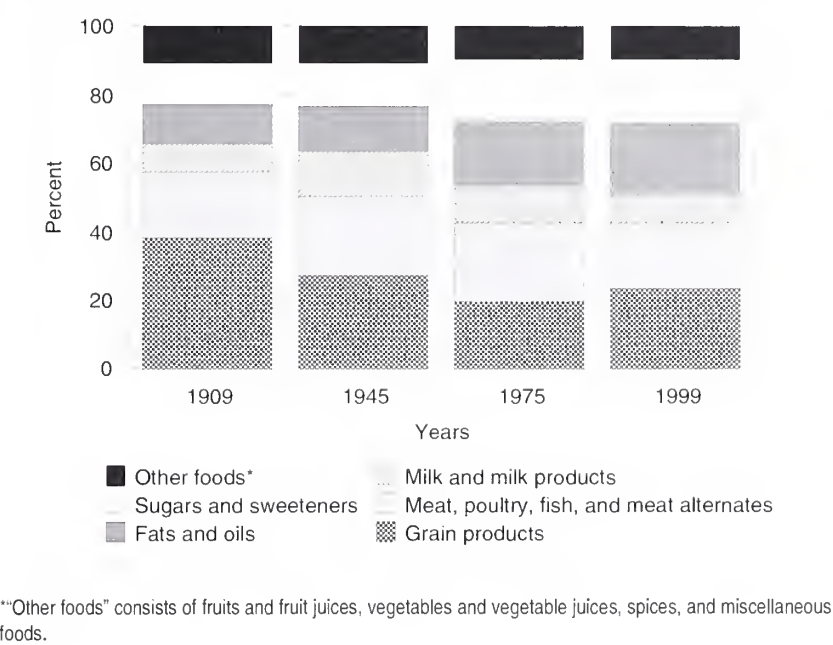 100
80
60
40
20
0
Percent
1909 1945 1975 1999
Years
Other foods*
Sugars and sweeteners
Fats and oils
Milk and milk products
Meat, poultry, fish, and meat alternates
Grain products
*“Other foods” consists of fruits and fruit juices, vegetables and vegetable juices, spices, and miscellaneous
foods.